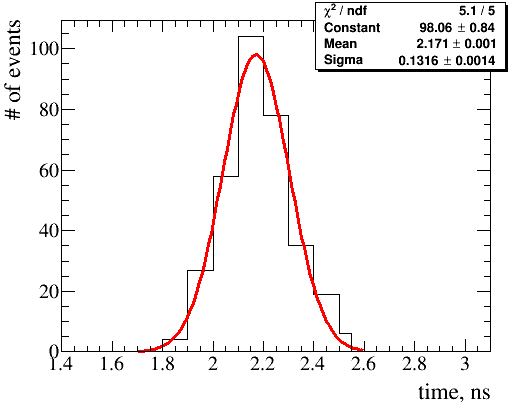 χ² / ndf 5.1 / 5
Constant 98.06 ± 0.84
Mean 2.171 ± 0.001
Sigma 0.1316 ± 0.0014
# of events
100
80
60
40
20
0
1.4 1.6 1.8 2 2.2 2.4 2.6 2.8 3
time, ns